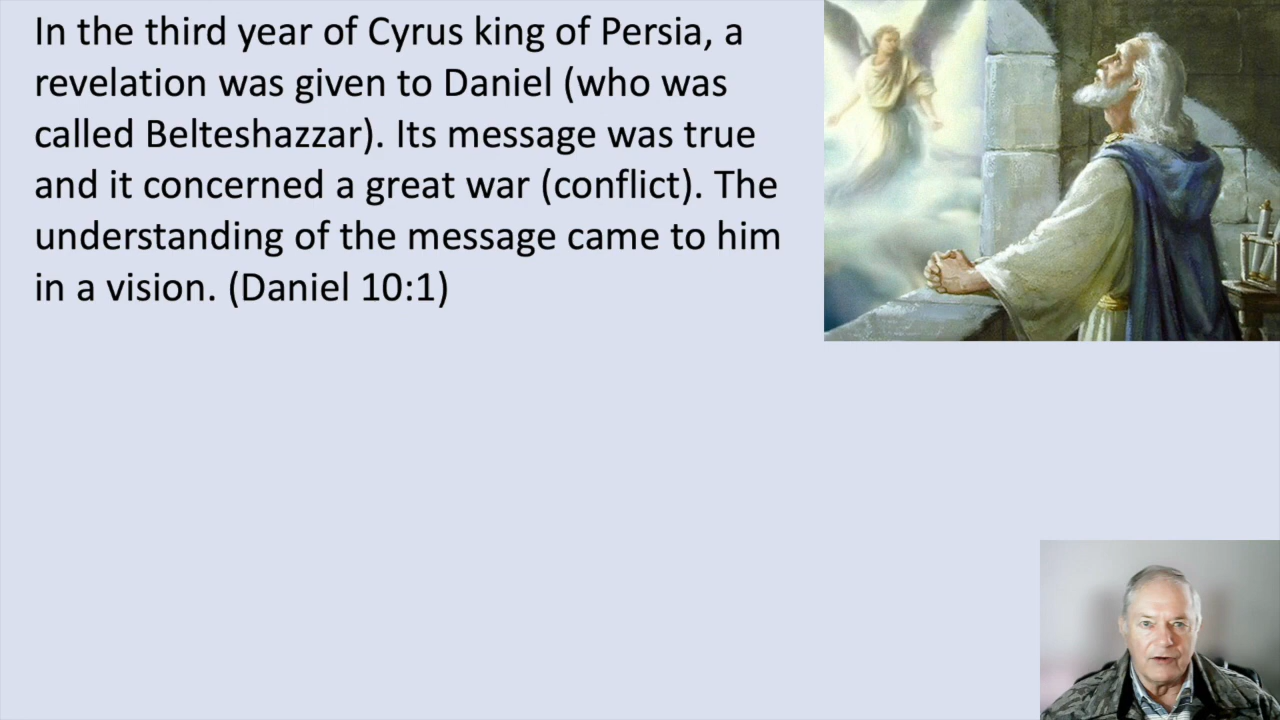 In the third year of Cyrus king of Persia, a
revelation was given to Daniel (who was
called Belteshazzar). Its message was true
and it concerned a great war (conflict). The
understanding of the message came to him
in a vision. (Daniel 10:1)